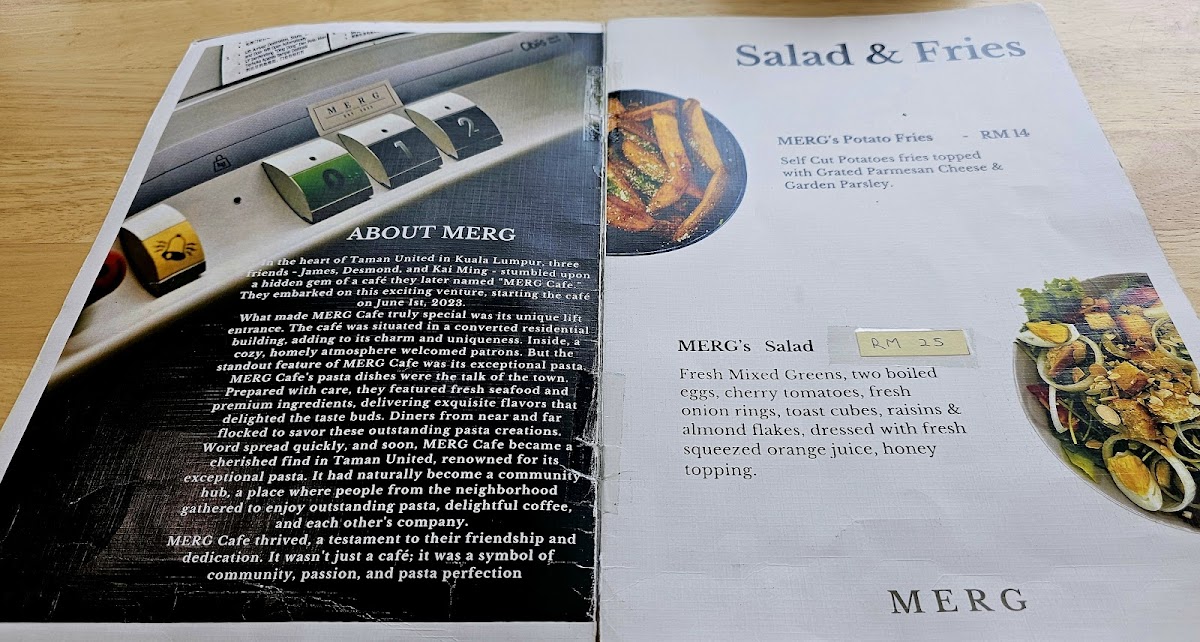 Otis
MERG
0
1
2
ABOUT MERG
In the heart of Taman United in Kuala Lumpur, three
friends - James, Desmond, and Kai Ming - stumbled upon
a hidden gem of a café they later named "MERG Cafe."
They embarked on this exciting venture, starting the café
on June 1st, 2023.
What made MERG Cafe truly special was its unique lift
entrance. The café was situated in a converted residential
building, adding to its charm and uniqueness. Inside, a
cozy, homely atmosphere welcomed patrons. But the
standout feature of MERG Cafe was its exceptional pasta.
MERG Cafe's pasta dishes were the talk of the town.
Prepared with care, they featured fresh seafood and
premium ingredients, delivering exquisite flavors that
delighted the taste buds. Diners from near and far
flocked to savor these outstanding pasta creations.
Word spread quickly, and soon, MERG Cafe became a
cherished find in Taman United, renowned for its
exceptional pasta. It had naturally become a community
hub, a place where people from the neighborhood
gathered to enjoy outstanding pasta, delightful coffee,
and each other's company.
MERG Cafe thrived, a testament to their friendship and
dedication. It wasn't just a café; it was a symbol of
community, passion, and pasta perfection
Salad & Fries
MERG's Potato Fries - RM 14
Self Cut Potatoes fries topped
with Grated Parmesan Cheese &
Garden Parsley.
MERG's Salad RM 25
Fresh Mixed Greens, two boiled
eggs, cherry tomatoes, fresh
onion rings, toast cubes, raisins &
almond flakes, dressed with fresh
squeezed orange juice, honey
topping.
MERG